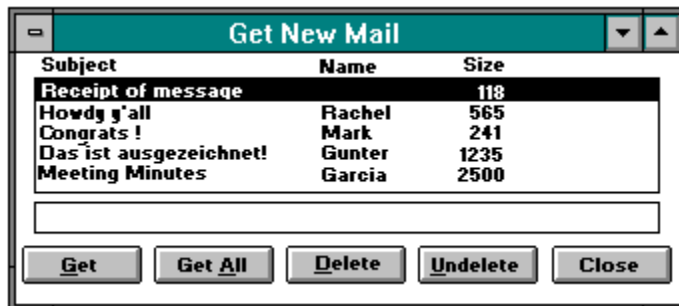 Get New Mail
Subject Name Size
Receipt of message 118
Howdy y'all Rachel 565
Congrats ! Mark 241
Das ist ausgezeichnet! Gunter 1235
Meeting Minutes Garcia 2500
Get Get All Delete Undelete Close